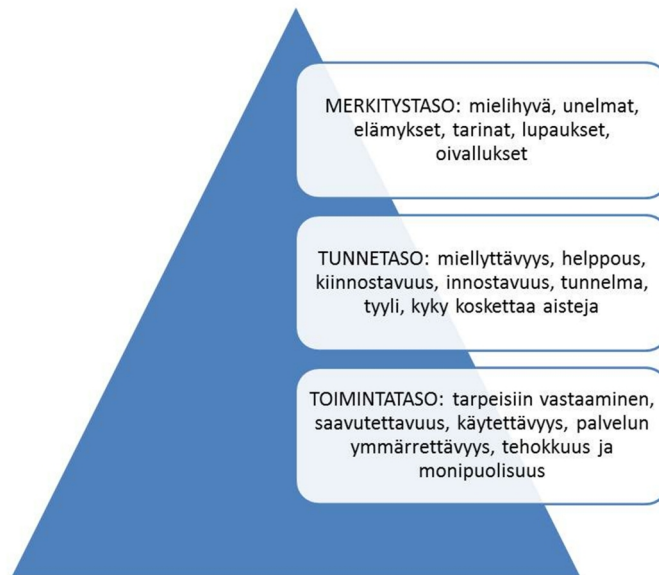 MERKITYSTASO: mielihyvä, unelmat,
elämykset, tarinat, lupaukset,
oivallukset
TUNNETASO: miellyttävyys, helppous,
kiinnostavuus, innostavuus, tunnelma,
tyyli, kyky koskettaa aisteja
TOIMINTATASO: tarpeisiin vastaaminen,
saavutettavuus, käytettävyys, palvelun
ymmärrettävyys, tehokkuus ja
monipuolisuus